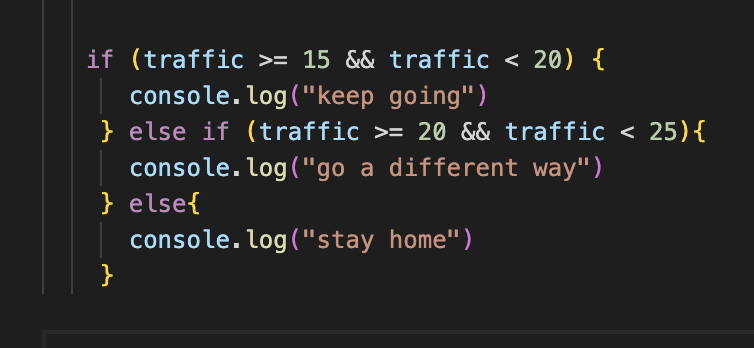 if (traffic >= 15 && traffic < 20) {
console.log("keep going")
} else if (traffic >= 20 && traffic < 25){
console.log("go a different way")
} else{
console.log("stay home")
}